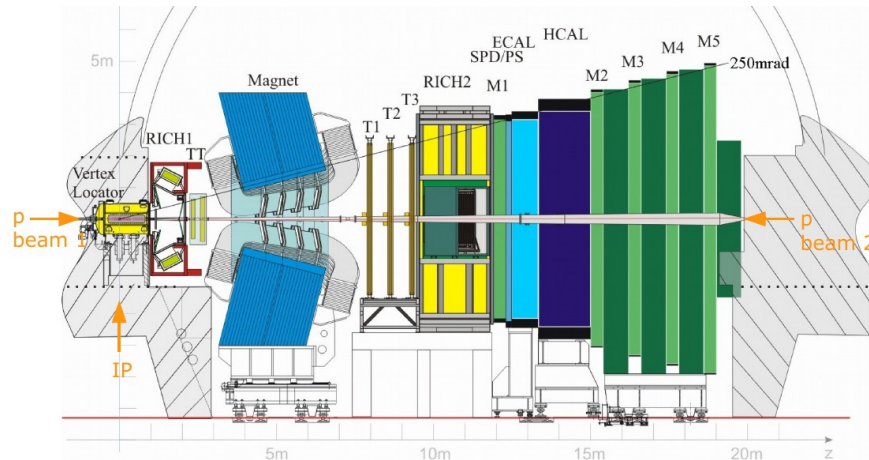 5m
Magnet
RICH1
TT
Vertex
Locator
T1
T2
T3
RICH2
M1
SPD/PS
ECAL
HCAL
M2
M3
M4
M5
250mrad
p
beam 1
p
beam 2
IP
5m
10m
15m
20m
z